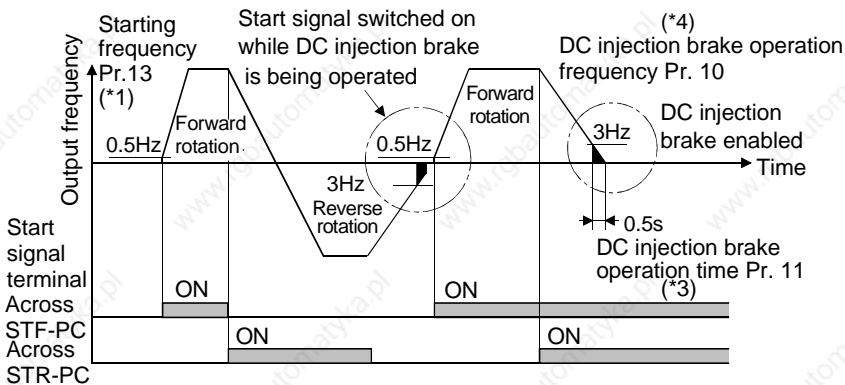 Starting
frequency
Pr.13
(*1)
Start signal switched on
while DC injection brake
is being operated
(*4)
DC injection brake operation
frequency Pr. 10
Output frequency
0.5Hz
Forward
rotation
3Hz
Reverse
rotation
0.5Hz
Forward
rotation
3Hz
DC injection
brake enabled
Time
0.5s
DC injection brake
operation time Pr. 11
(*3)
Start
signal
terminal
Across
STF-PC
ON
ON
Across
STR-PC
ON
ON
www.rgbautomatyka.pl